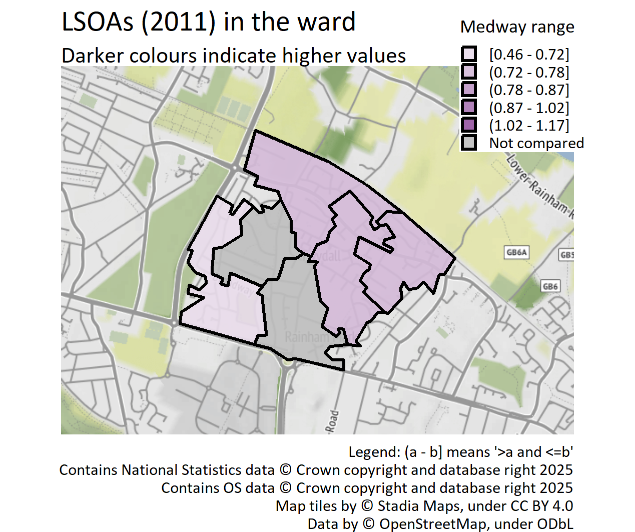 LSOAs (2011) in the ward
Darker colours indicate higher values
Medway range
[0.46 - 0.72]
(0.72 - 0.78]
(0.78 - 0.87]
(0.87 - 1.02]
(1.02 - 1.17]
Not compared
Lower-Rainham-R
GB6A
GBS
GB6
Rainham
-Road
Legend: (a - b] means '>a and <=b'
Contains National Statistics data © Crown copyright and database right 2025
Contains OS data © Crown copyright and database right 2025
Map tiles by © Stadia Maps, under CC BY 4.0
Data by © OpenStreetMap, under ODbL